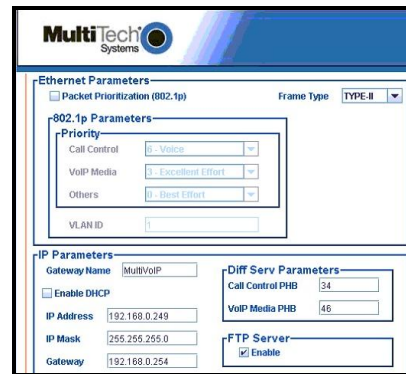 MultiTech
Systems
Ethernet Parameters
Packet Prioritization (802.1p)
Frame Type TYPE-II
802.1p Parameters
Priority
Call Control 6 - Voice
VoIP Media 3 - Excellent Effort
Others 0 - Best Effort
VLAN ID 1
IP Parameters
Gateway Name MultiVoIP
Enable DHCP
IP Address 192.168.0.249
IP Mask 255.255.255.0
Gateway 192.168.0.254
Diff Serv Parameters
Call Control PHB 34
VoIP Media PHB 46
FTP Server
Enable